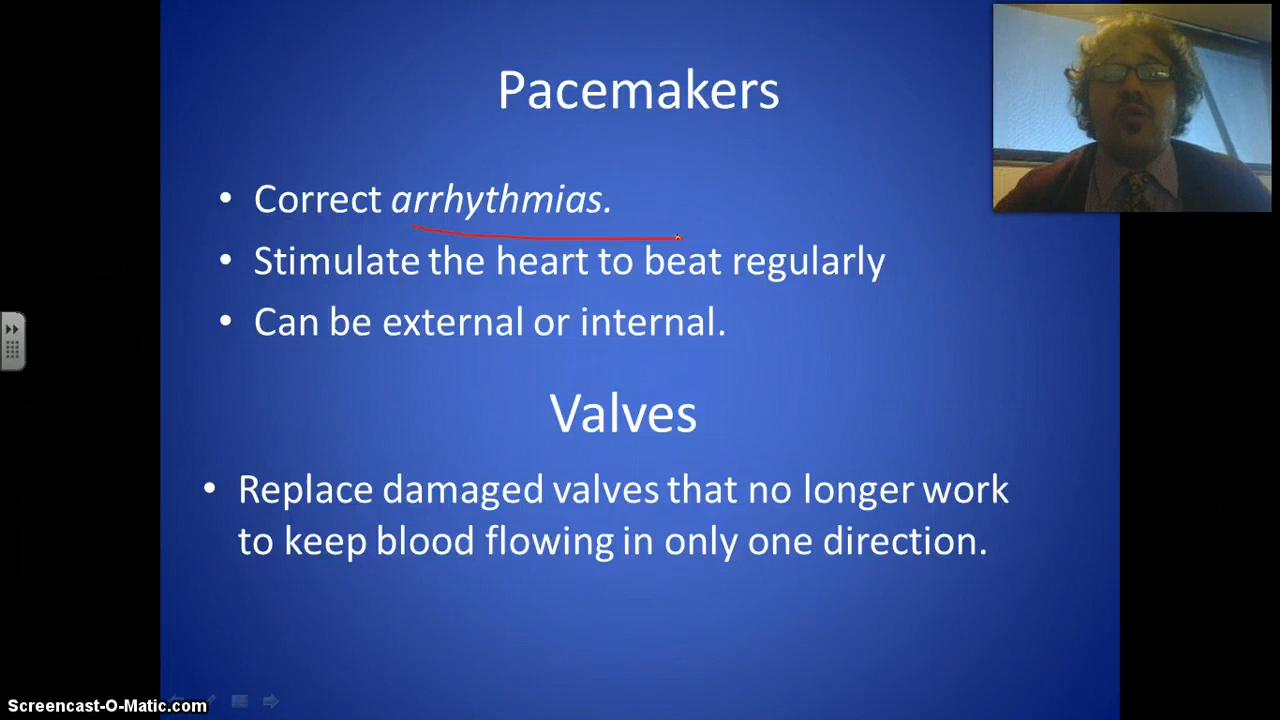 Pacemakers
• Correct arrhythmias.
• Stimulate the heart to beat regularly
• Can be external or internal.
Valves
• Replace damaged valves that no longer work
to keep blood flowing in only one direction.
Screencast-O-Matic.com